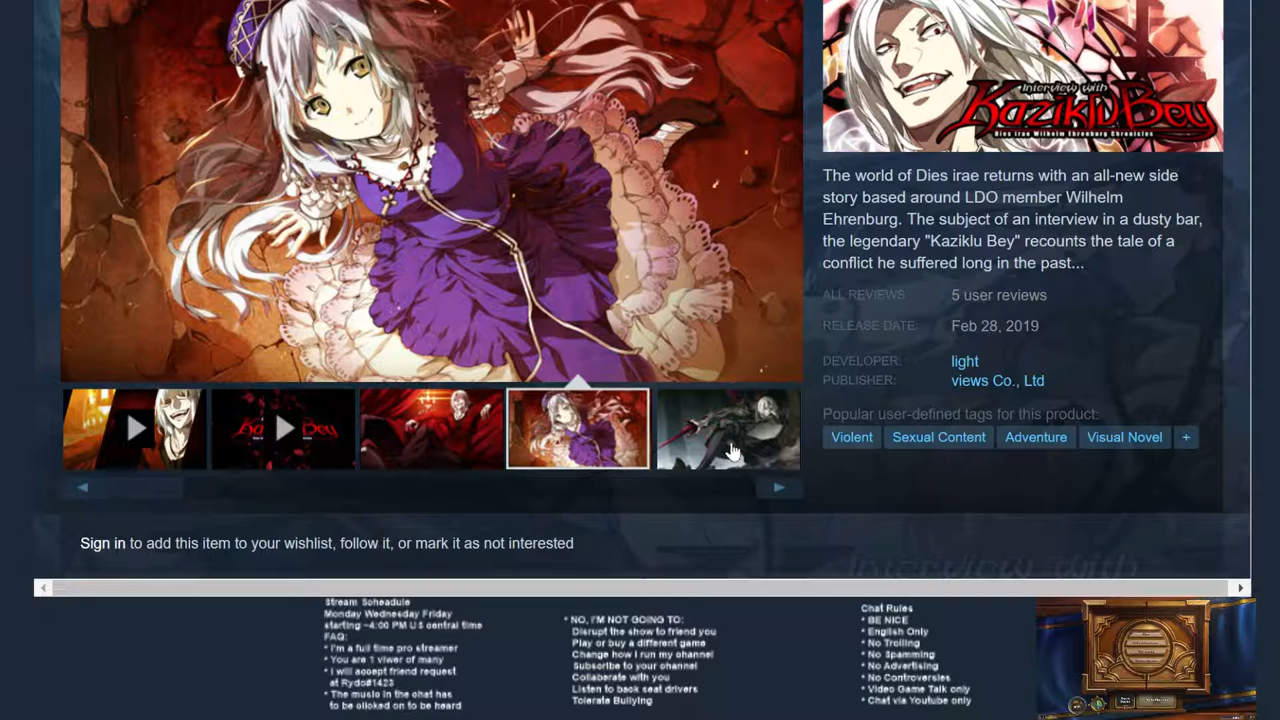 Interview with
Kaziklu Bey
Dies irae Wilhelm Ehrenburg Chronicles
The world of Dies irae returns with an all-new side
story based around LDO member Wilhelm
Ehrenburg. The subject of an interview in a dusty bar,
the legendary "Kaziklu Bey" recounts the tale of a
conflict he suffered long in the past...
ALL REVIEWS: 5 user reviews
RELEASE DATE: Feb 28, 2019
DEVELOPER: light
PUBLISHER: views Co., Ltd
Popular user-defined tags for this product:
Violent Sexual Content Adventure Visual Novel +
Kaziklu Bey
Sign in to add this item to your wishlist, follow it, or mark it as not interested
Interview with
Stream Scheadule
Monday Wednesday Friday
starting ~4:00 PM US central time
FAQ:
* I'm a full time pro streamer
* You are 1 viwer of many
* I will accept friend request
at Rydo#1423
* The music in the chat has
to be clicked on to be heard
* NO, I'M NOT GOING TO:
Disrupt the show to friend you
Play or buy a different game
Change how I run my channel
Subscribe to your channel
Collaberate with you
Listen to back seat drivers
Tolerate Bullying
Chat Rules
* BE NICE
* English Only
* No Trolling
* No Spamming
* No Advertising
* No Controversies
* Video Game Talk only
* Chat via Youtube only